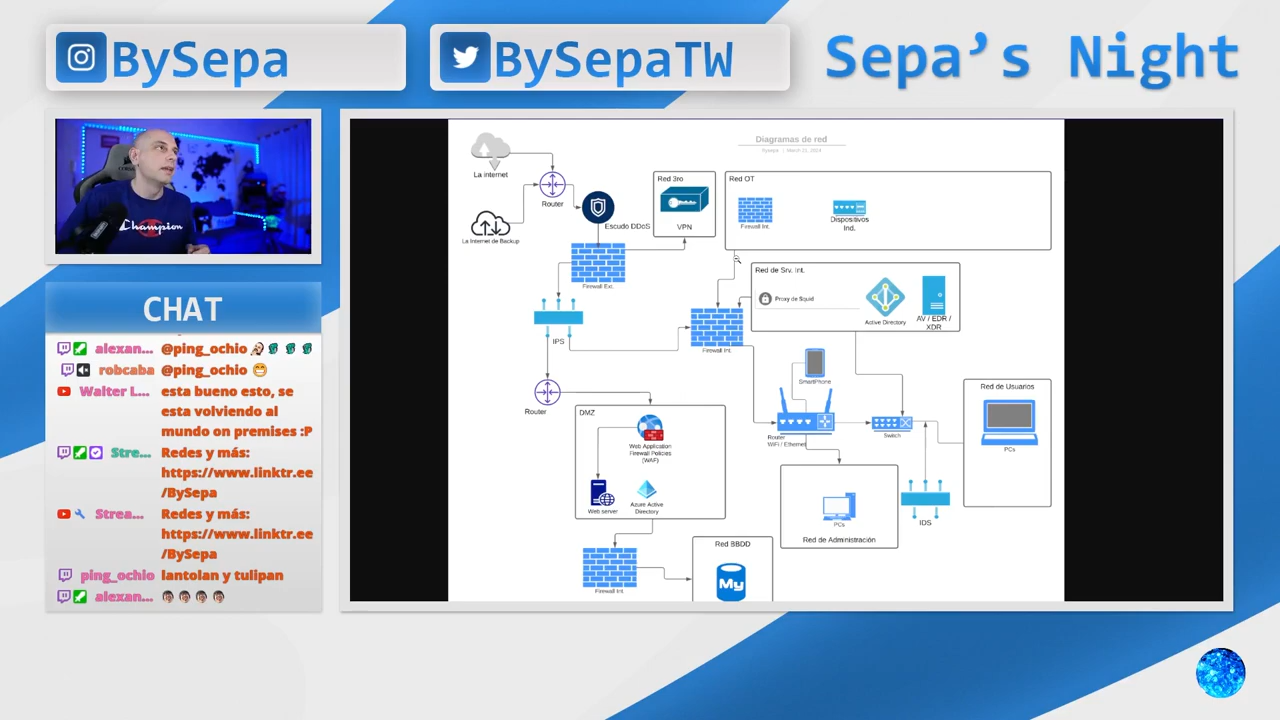 BySepa
BySepaTW
Sepa's Night
Champion
CHAT
alexan... @ping_ochio
robcaba @ping_ochio
Walter L... esta bueno esto, se
esta volviendo al
mundo on premises :P
Stre... Redes y más:
https://www.linktr.ee
/BySepa
Strea... Redes y más:
https://www.linktr.ee
/BySepa
ping_ochio lantolan y tulipan
alexan...
Diagramas de red
Bysepa | March 21, 2024
La internet
Router
La Internet de Backup
Escudo DDoS
Firewall Ext.
Red 3ro
VPN
Red OT
Firewall Int.
Dispositivos
Ind.
Red de Srv. Int.
Proxy de Squid
Active Directory
AV / EDR /
XDR
IPS
Firewall Int.
SmartPhone
Router
WiFi / Ethernet
Switch
Red de Usuarios
PCs
Router
DMZ
Web Application
Firewall Policies
(WAF)
Web server
Azure Active
Directory
PCs
Red de Administración
IDS
Firewall Int.
Red BBDD
My